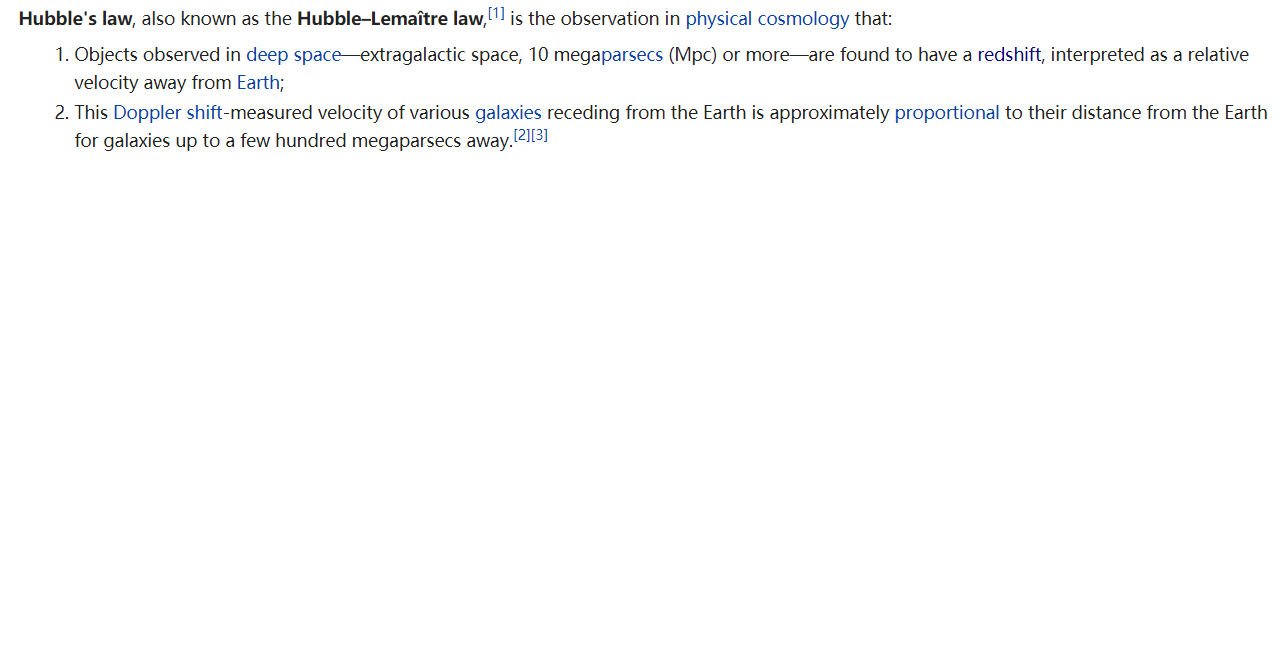 Hubble's law, also known as the Hubble–Lemaître law,[1] is the observation in physical cosmology that:
1. Objects observed in deep space—extragalactic space, 10 megaparsecs (Mpc) or more—are found to have a redshift, interpreted as a relative
velocity away from Earth;
2. This Doppler shift-measured velocity of various galaxies receding from the Earth is approximately proportional to their distance from the Earth
for galaxies up to a few hundred megaparsecs away.[2][3]